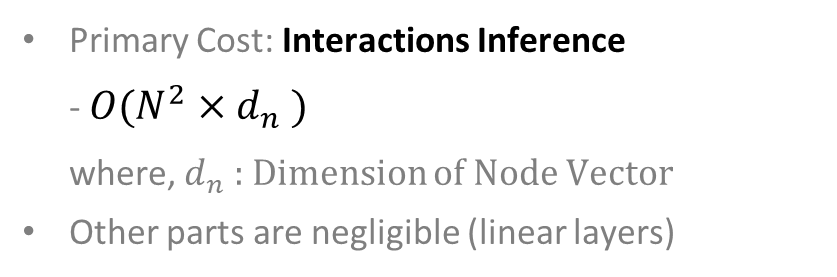 • Primary Cost: Interactions Inference
- O(N² × dₙ )
where, dₙ : Dimension of Node Vector
• Other parts are negligible (linear layers)